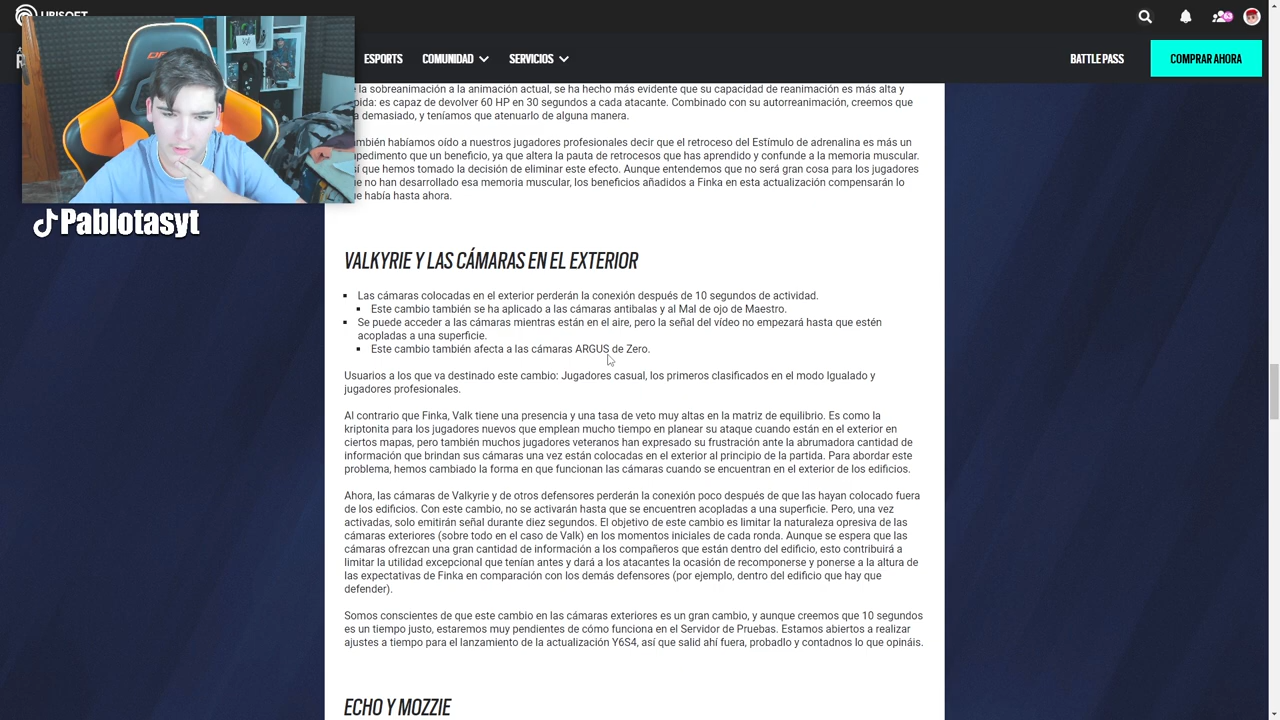 UBISOFT
ESPORTS
COMUNIDAD
SERVICIOS
BATTLE PASS
COMPRAR AHORA
63
la sobreanimación a la animación actual, se ha hecho más evidente que su capacidad de reanimación es más alta y
pida: es capaz de devolver 60 HP en 30 segundos a cada atacante. Combinado con su autorreanimación, creemos que
demasiado, y teníamos que atenuarlo de alguna manera.
mbién habíamos oído a nuestros jugadores profesionales decir que el retroceso del Estímulo de adrenalina es más un
pedimento que un beneficio, ya que altera la pauta de retrocesos que has aprendido y confunde a la memoria muscular.
sí que hemos tomado la decisión de eliminar este efecto. Aunque entendemos que no será gran cosa para los jugadores
e no han desarrollado esa memoria muscular, los beneficios añadidos a Finka en esta actualización compensarán lo
e había hasta ahora.
Pablotasyt
VALKYRIE Y LAS CÁMARAS EN EL EXTERIOR
Las cámaras colocadas en el exterior perderán la conexión después de 10 segundos de actividad.
Este cambio también se ha aplicado a las cámaras antibalas y al Mal de ojo de Maestro.
Se puede acceder a las cámaras mientras están en el aire, pero la señal del vídeo no empezará hasta que estén
acopladas a una superficie.
Este cambio también afecta a las cámaras ARGUS de Zero.
Usuarios a los que va destinado este cambio: Jugadores casual, los primeros clasificados en el modo Igualado y
jugadores profesionales.
Al contrario que Finka, Valk tiene una presencia y una tasa de veto muy altas en la matriz de equilibrio. Es como la
kriptonita para los jugadores nuevos que emplean mucho tiempo en planear su ataque cuando están en el exterior en
ciertos mapas, pero también muchos jugadores veteranos han expresado su frustración ante la abrumadora cantidad de
información que brindan sus cámaras una vez están colocadas en el exterior al principio de la partida. Para abordar este
problema, hemos cambiado la forma en que funcionan las cámaras cuando se encuentran en el exterior de los edificios.
Ahora, las cámaras de Valkyrie y de otros defensores perderán la conexión poco después de que las hayan colocado fuera
de los edificios. Con este cambio, no se activarán hasta que se encuentren acopladas a una superficie. Pero, una vez
activadas, solo emitirán señal durante diez segundos. El objetivo de este cambio es limitar la naturaleza opresiva de las
cámaras exteriores (sobre todo en el caso de Valk) en los momentos iniciales de cada ronda. Aunque se espera que las
cámaras ofrezcan una gran cantidad de información a los compañeros que están dentro del edificio, esto contribuirá a
limitar la utilidad excepcional que tenían antes y dará a los atacantes la ocasión de recomponerse y ponerse a la altura de
las expectativas de Finka en comparación con los demás defensores (por ejemplo, dentro del edificio que hay que
defender).
Somos conscientes de que este cambio en las cámaras exteriores es un gran cambio, y aunque creemos que 10 segundos
es un tiempo justo, estaremos muy pendientes de cómo funciona en el Servidor de Pruebas. Estamos abiertos a realizar
ajustes a tiempo para el lanzamiento de la actualización Y6S4, así que salid ahí fuera, probadlo y contadnos lo que opináis.
ECHO Y MOZZIE